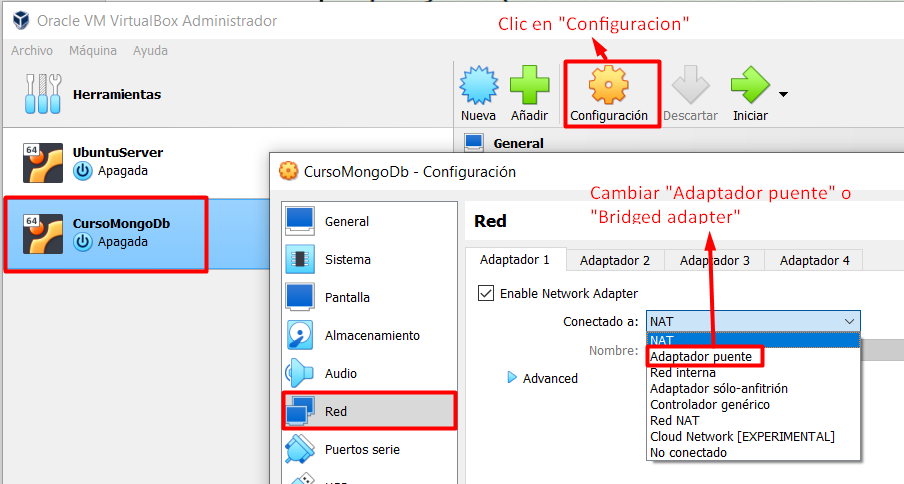 Oracle VM VirtualBox Administrador
Clic en "Configuracion"
Archivo Máquina Ayuda
Herramientas
Nueva Añadir Configuración Descartar Iniciar
General
64
UbuntuServer
Apagada
64
CursoMongoDb
Apagada
CursoMongoDb - Configuración
Cambiar "Adaptador puente" o
"Bridged adapter"
General
Sistema
Pantalla
Almacenamiento
Audio
Red
Puertos serie
Red
Adaptador 1 Adaptador 2 Adaptador 3 Adaptador 4
Enable Network Adapter
Conectado a: NAT
Nombre:
Advanced
NAT
Adaptador puente
Red interna
Adaptador sólo-anfitrión
Controlador genérico
Red NAT
Cloud Network [EXPERIMENTAL]
No conectado